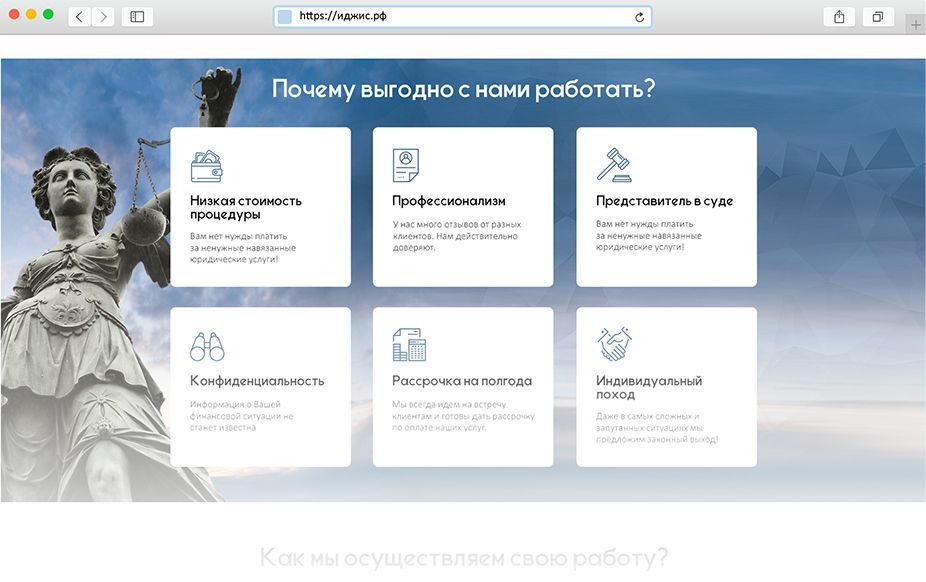 https://иджис.рф
Почему выгодно с нами работать?
Низкая стоимость
процедуры
Вам нет нужды платить
за ненужные навязанные
юридические услуги!
Профессионализм
У нас много отзывов от разных
клиентов. Нам действительно
доверяют.
Представитель в суде
Вам нет нужды платить
за ненужные навязанные
юридические услуги!
Конфиденциальность
Информация о Вашей
финансовой ситуации не
станет известна
Рассрочка на полгода
Мы всегда идем на встречу
клиентам и готовы дать рассрочку
по оплате наших услуг.
Индивидуальный
поход
Даже в самых сложных и
запутанных ситуациях мы
предложим законный выход!
Как мы осуществляем свою работу?